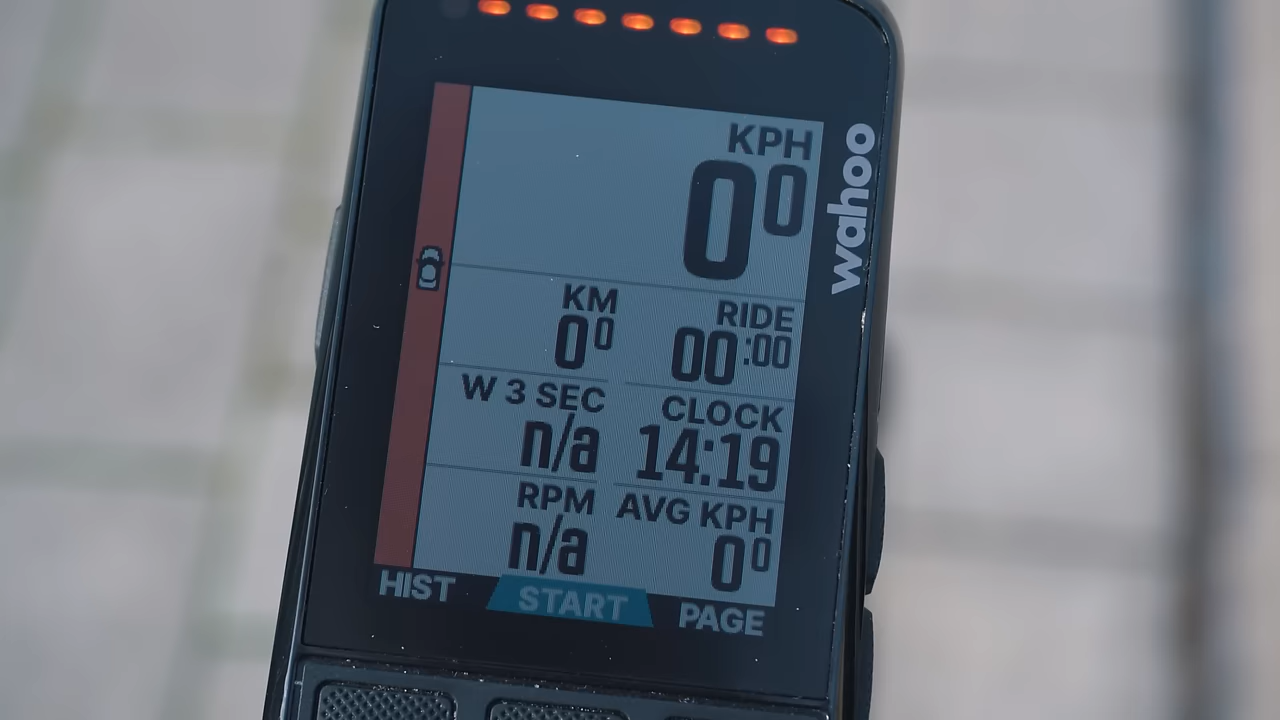 KPH
0⁰
wahoo
KM
0⁰
RIDE
00:00
W 3 SEC
n/a
CLOCK
14:19
RPM
n/a
AVG KPH
0⁰
HIST
START
PAGE